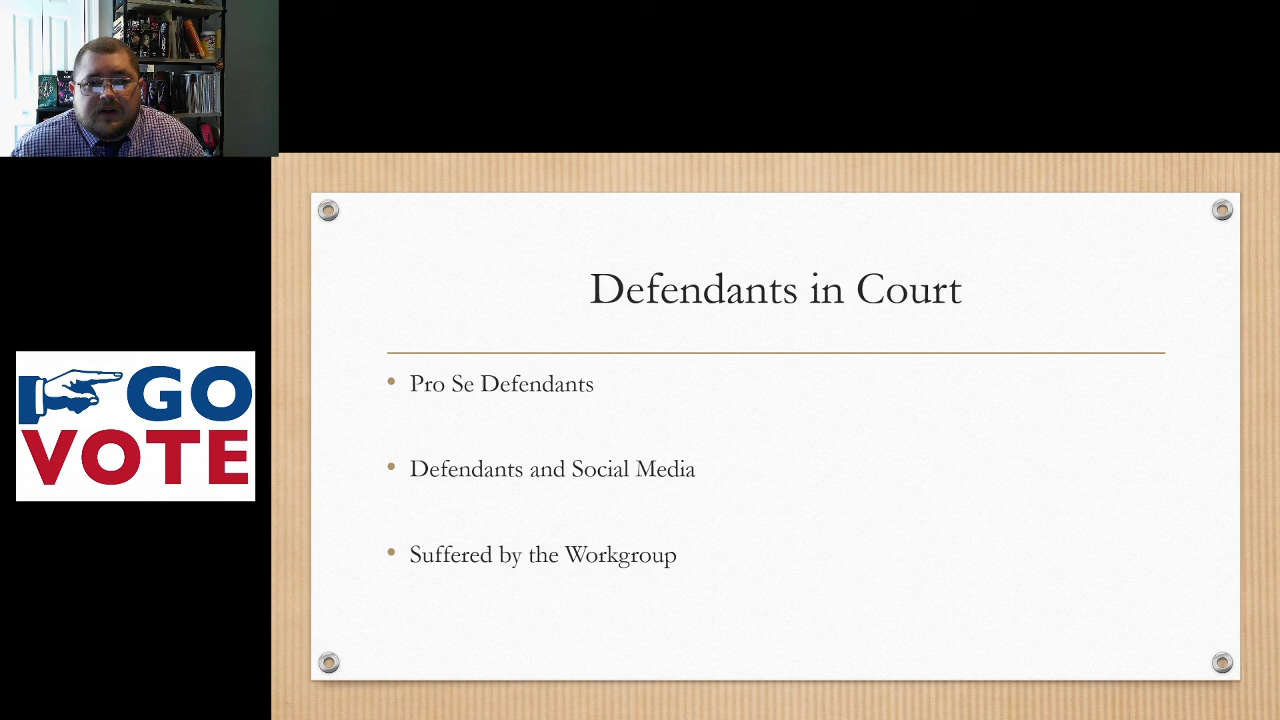 Defendants in Court
• Pro Se Defendants
• Defendants and Social Media
• Suffered by the Workgroup
GO
VOTE